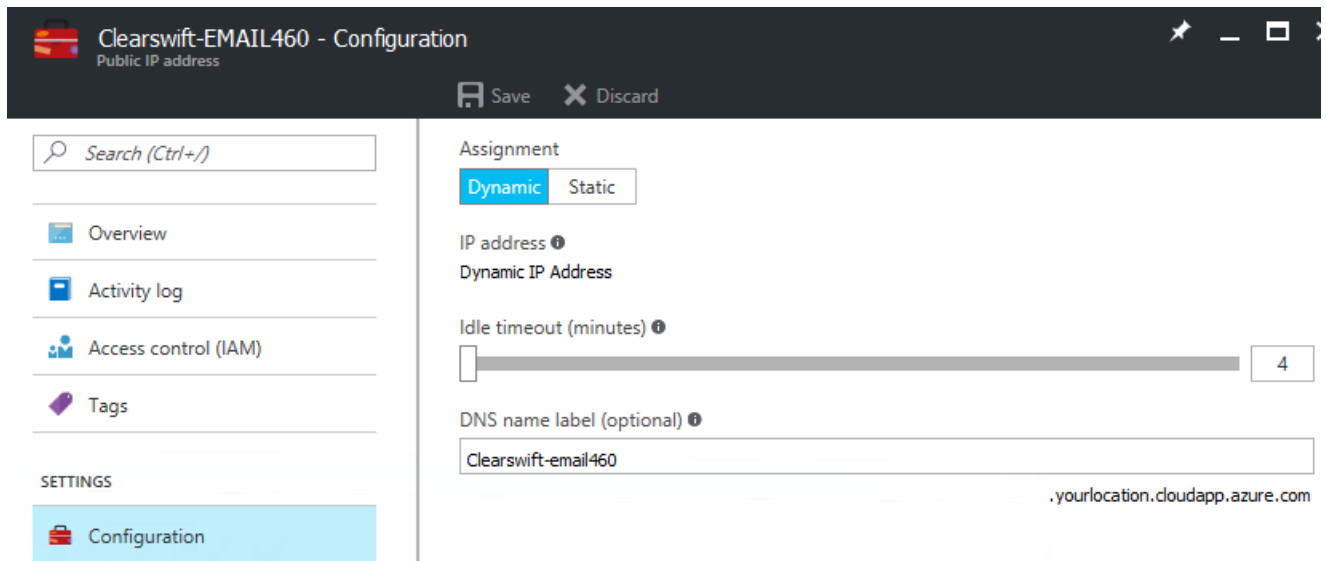 Clearswift-EMAIL460 - Configuration
Public IP address
Save
Discard
Search (Ctrl+/)
Overview
Activity log
Access control (IAM)
Tags
SETTINGS
Configuration
Assignment
Dynamic
Static
IP address
Dynamic IP Address
Idle timeout (minutes)
4
DNS name label (optional)
Clearswift-email460
.yourlocation.cloudapp.azure.com